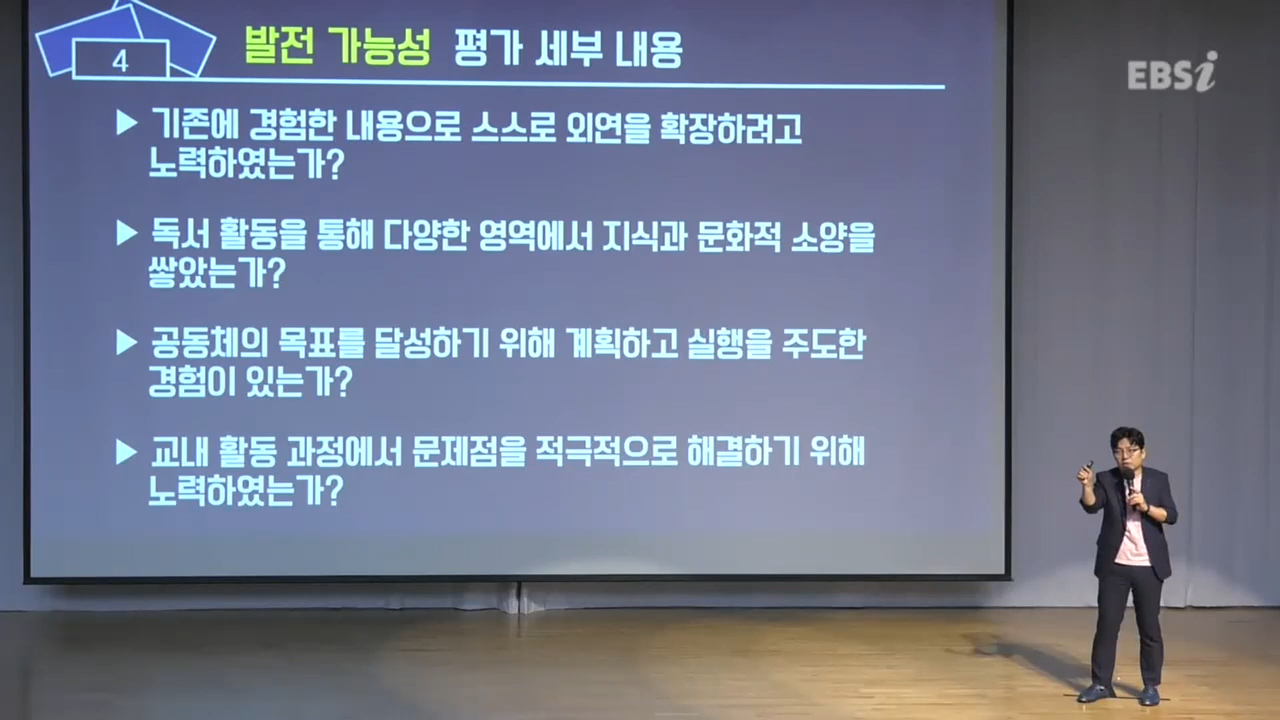 4
발전 가능성 평가 세부 내용
EBSi
▶ 기존에 경험한 내용으로 스스로 외연을 확장하려고
노력하였는가?
▶ 독서 활동을 통해 다양한 영역에서 지식과 문화적 소양을
쌓았는가?
▶ 공동체의 목표를 달성하기 위해 계획하고 실행을 주도한
경험이 있는가?
▶ 교내 활동 과정에서 문제점을 적극적으로 해결하기 위해
노력하였는가?